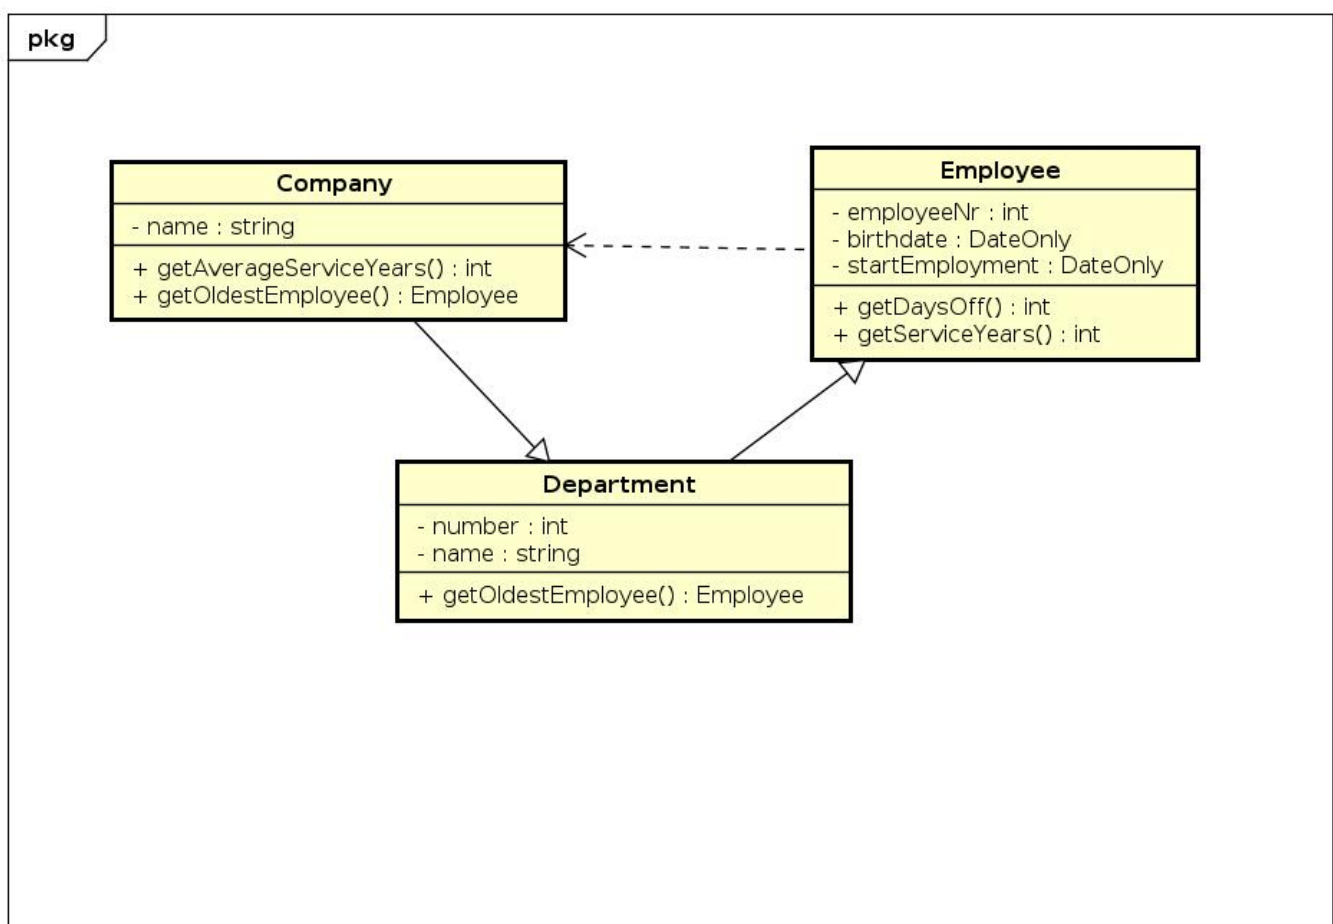 pkg
Company
- name : string
+ getAverageServiceYears() : int
+ getOldestEmployee() : Employee
Employee
- employeeNr : int
- birthdate : DateOnly
- startEmployment : DateOnly
+ getDaysOff() : int
+ getServiceYears() : int
Department
- number : int
- name : string
+ getOldestEmployee() : Employee